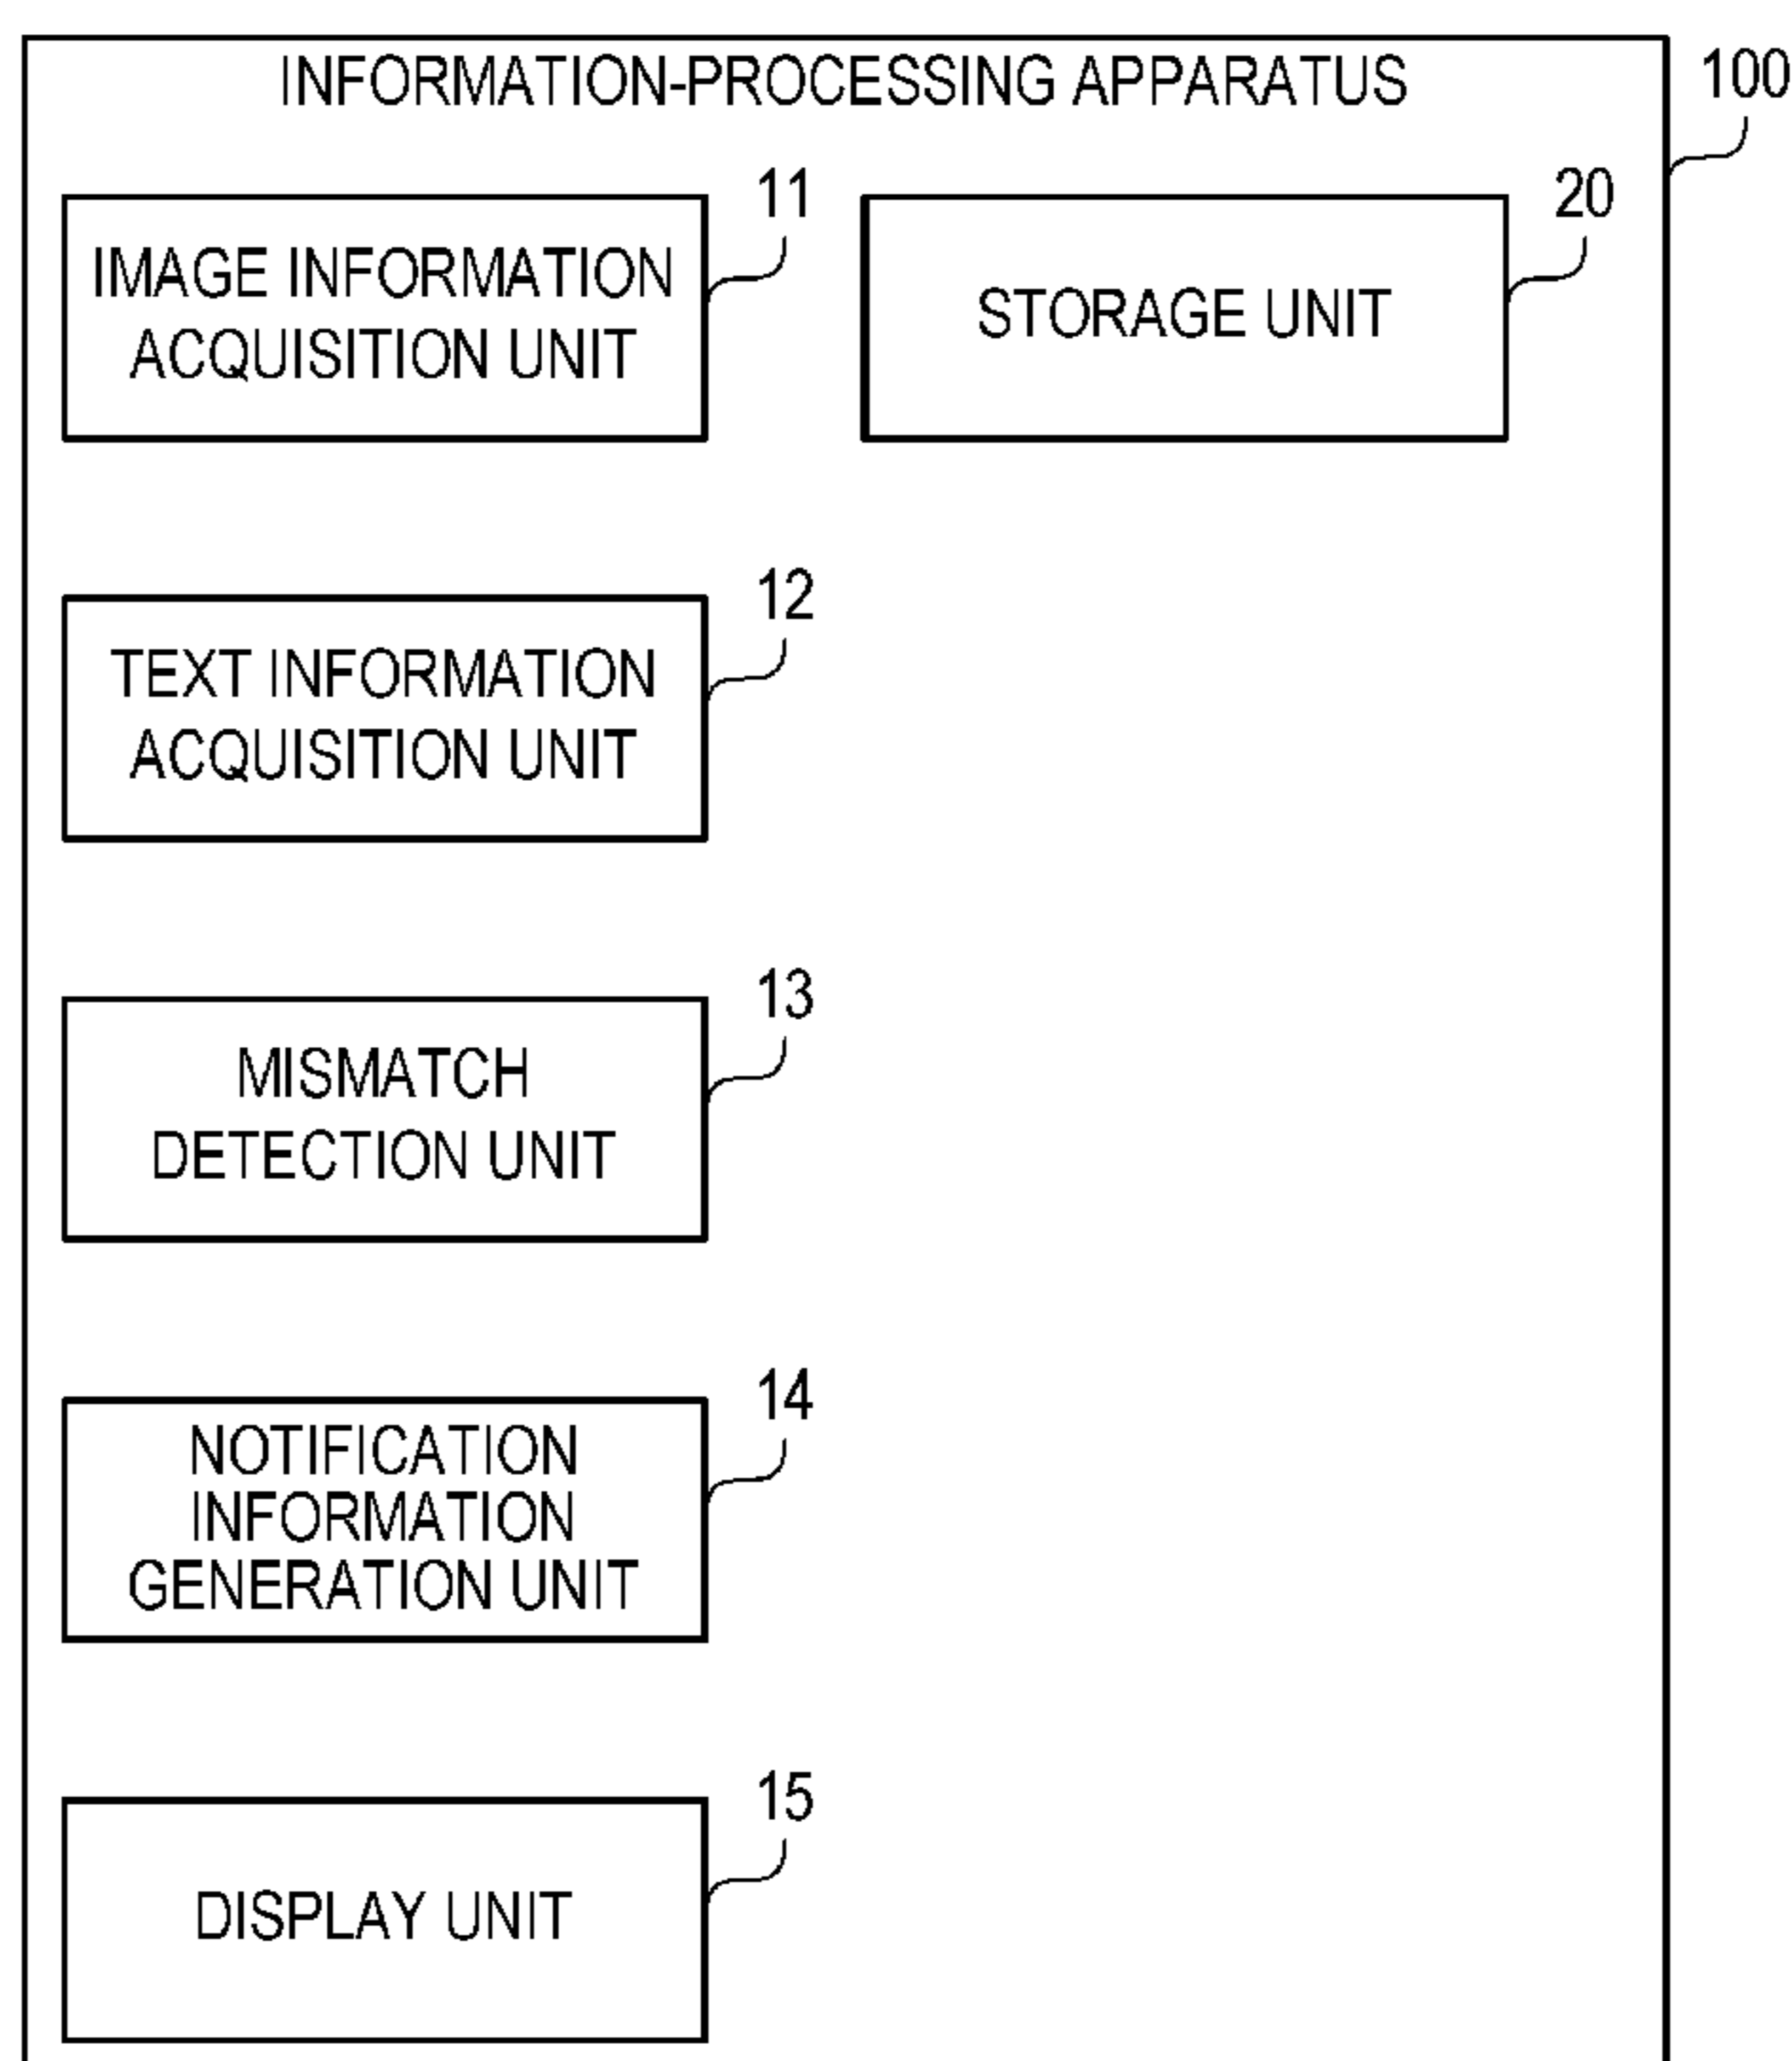 INFORMATION-PROCESSING APPARATUS
100
11
IMAGE INFORMATION
ACQUISITION UNIT
20
STORAGE UNIT
12
TEXT INFORMATION
ACQUISITION UNIT
13
MISMATCH
DETECTION UNIT
14
NOTIFICATION
INFORMATION
GENERATION UNIT
15
DISPLAY UNIT